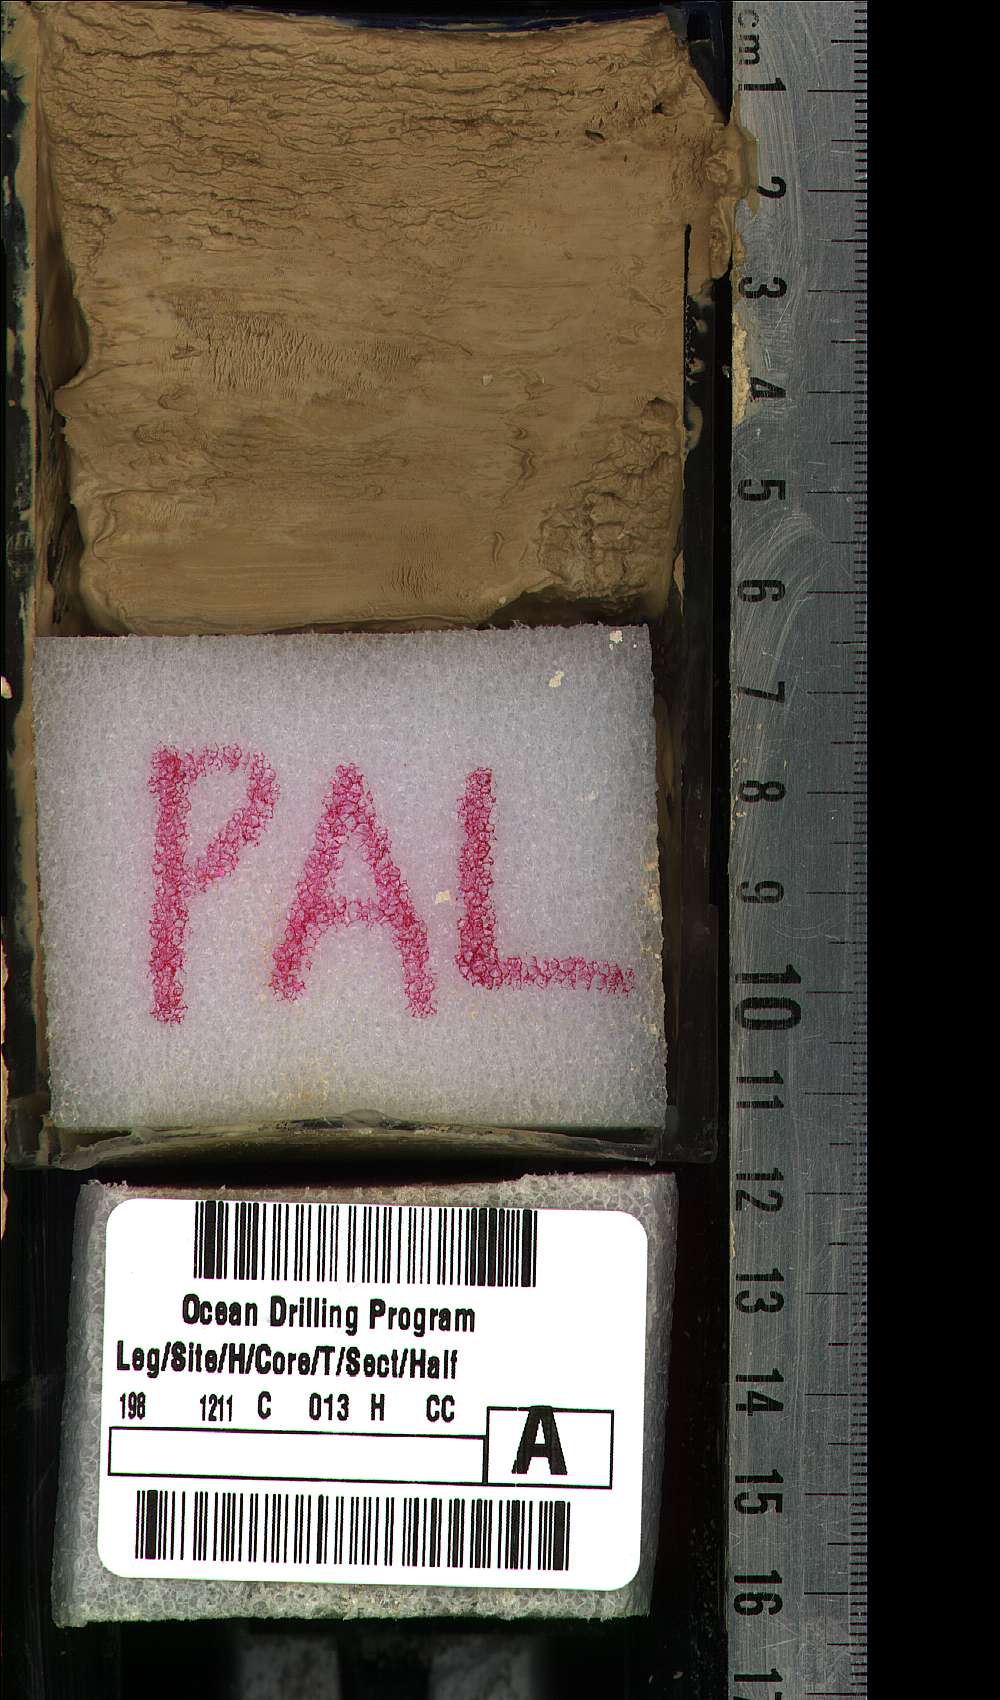 cm
1
2
3
4
5
6
7
8
9
10
11
12
13
14
15
16
17
PAL
Ocean Drilling Program
Leg/Site/H/Core/T/Sect/Half
198 1211 C 013 H CC
A